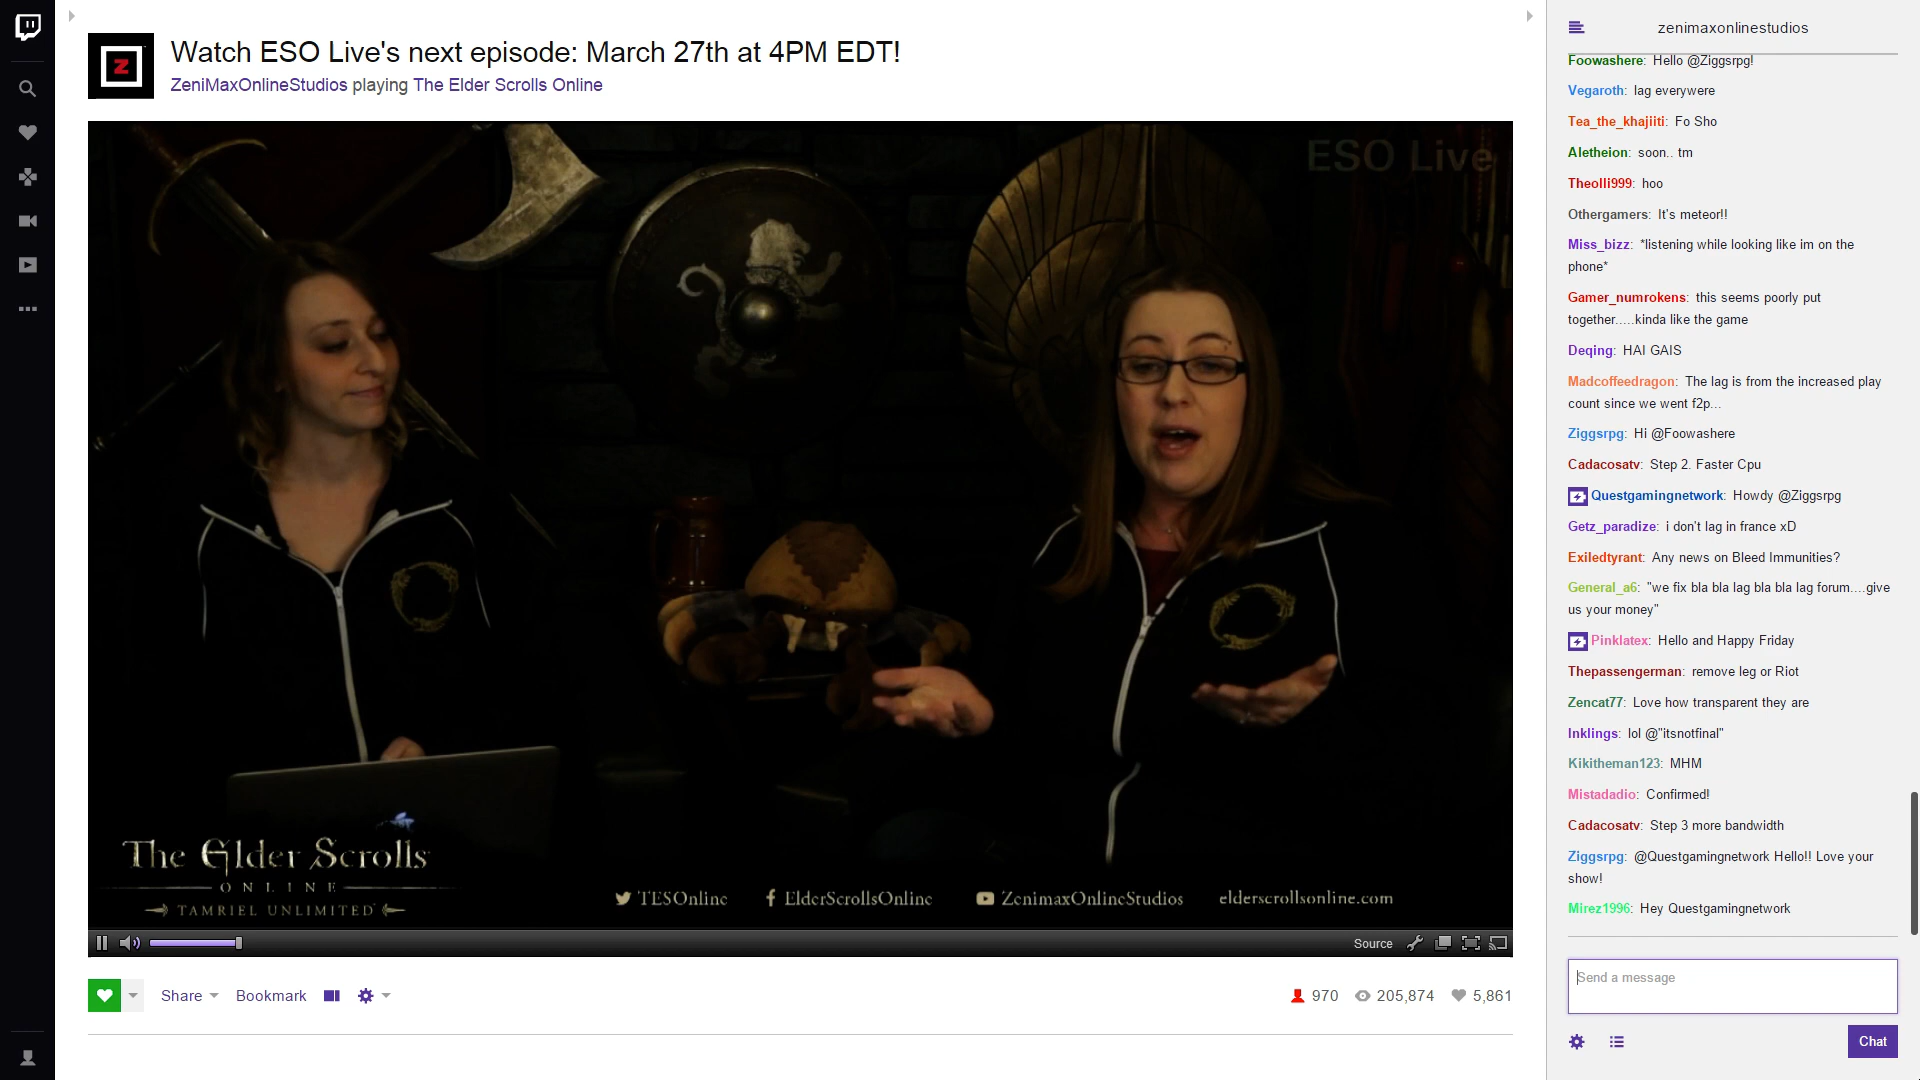 Watch ESO Live's next episode: March 27th at 4PM EDT!
ZeniMaxOnlineStudios playing The Elder Scrolls Online
Z
ESO Live
The Elder Scrolls
ONLINE
TAMRIEL UNLIMITED
TESOnline
ElderScrollsOnline
ZenimaxOnlineStudios
elderscrollsonline.com
Source
Share
Bookmark
970
205,874
5,861
zenimaxonlinestudios
Foowashere: Hello @Ziggsrpg!
Vegaroth: lag everywere
Tea_the_khajiiti: Fo Sho
Aletheion: soon.. tm
Theolli999: hoo
Othergamers: It's meteor!!
Miss_bizz: *listening while looking like im on the
phone*
Gamer_numrokens: this seems poorly put
together.....kinda like the game
Deqing: HAI GAIS
Madcoffeedragon: The lag is from the increased play
count since we went f2p...
Ziggsrpg: Hi @Foowashere
Cadacosatv: Step 2. Faster Cpu
Questgamingnetwork: Howdy @Ziggsrpg
Getz_paradize: i don't lag in france xD
Exiledtyrant: Any news on Bleed Immunities?
General_a6: "we fix bla bla lag bla bla lag forum....give
us your money"
Pinklatex: Hello and Happy Friday
Thepassengerman: remove leg or Riot
Zencat77: Love how transparent they are
Inklings: lol @"itsnotfinal"
Kikitheman123: MHM
Mistadadio: Confirmed!
Cadacosatv: Step 3 more bandwidth
Ziggsrpg: @Questgamingnetwork Hello!! Love your
show!
Mirez1996: Hey Questgamingnetwork
Send a message
Chat